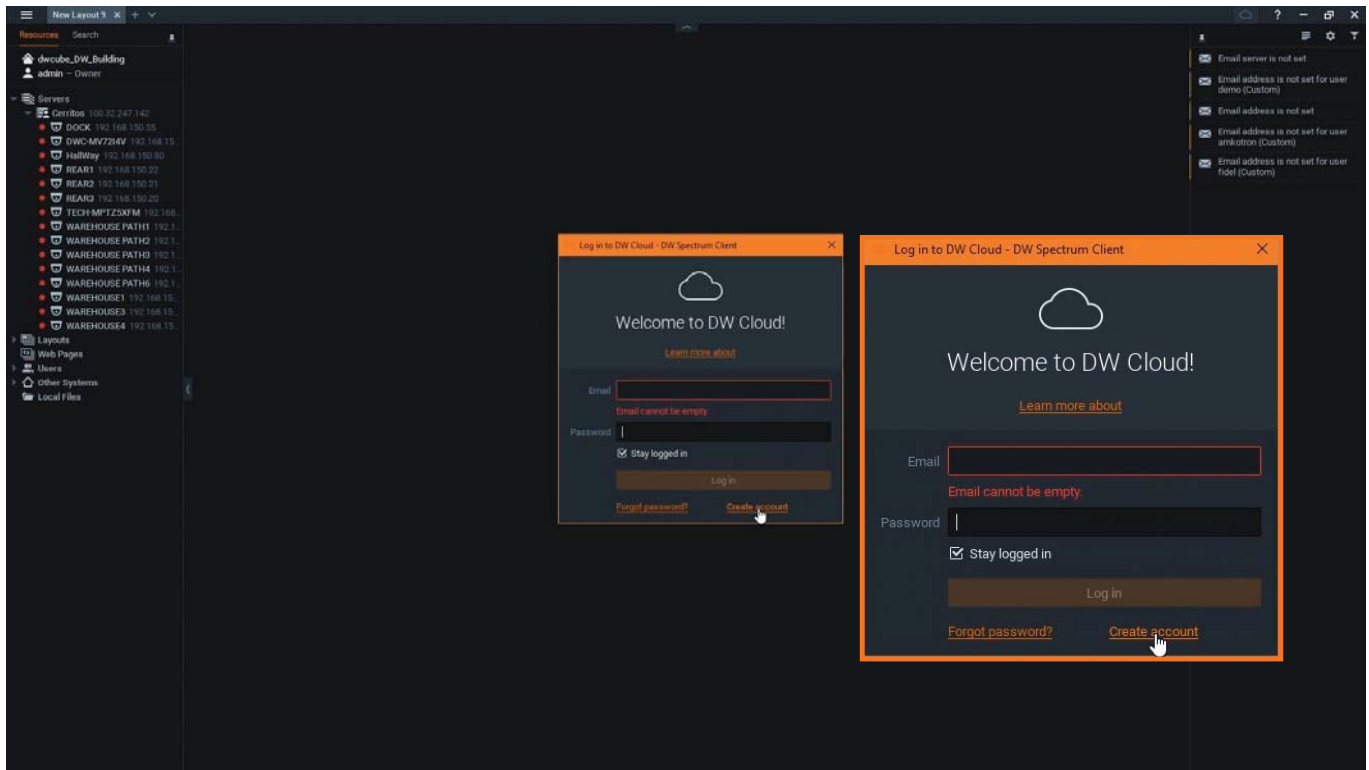 New Layout 9
Resources Search
dwcube_DW_Building
admin – Owner
Servers
Cerritos 100.32.247.142
DOCK 192.168.150.55
DWC-MV72I4V 192.168.15...
HallWay 192.168.150.80
REAR1 192.168.150.22
REAR2 192.168.150.21
REAR3 192.168.150.20
TECH-MPTZ5XFM 192.168...
WAREHOUSE PATH1 192.1...
WAREHOUSE PATH2 192.1...
WAREHOUSE PATH3 192.1...
WAREHOUSE PATH4 192.1...
WAREHOUSE PATH6 192.1...
WAREHOUSE1 192.168.15...
WAREHOUSE3 192.168.15...
WAREHOUSE4 192.168.15...
Layouts
Web Pages
Users
Other Systems
Local Files
Log in to DW Cloud - DW Spectrum Client
Welcome to DW Cloud!
Learn more about
Email
Email cannot be empty.
Password
Stay logged in
Log in
Forgot password? Create account
Log in to DW Cloud - DW Spectrum Client
Welcome to DW Cloud!
Learn more about
Email
Email cannot be empty.
Password
Stay logged in
Log in
Forgot password? Create account
?
Email server is not set
Email address is not set for user
demo (Custom)
Email address is not set
Email address is not set for user
amkotron (Custom)
Email address is not set for user
fidel (Custom)